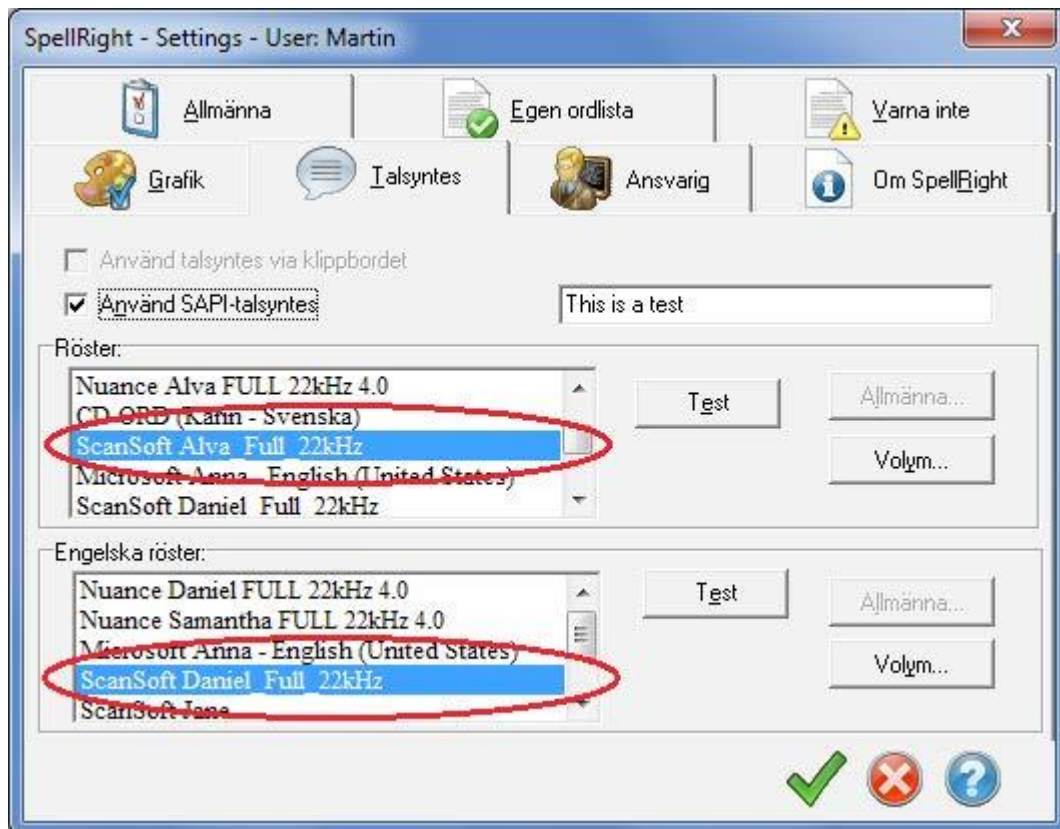 SpellRight - Settings - User: Martin
Allmänna Egen ordlista Varna inte
Grafik Talsyntes Ansvarig Om SpellRight
Använd talsyntes via klippbordet
Använd SAPI-talsyntes This is a test
Röster:
Nuance Alva FULL 22kHz 4.0
CD-ORD (Karin - Svenska)
ScanSoft Alva_Full_22kHz
Microsoft Anna - English (United States)
ScanSoft Daniel_Full_22kHz
Test Allmänna...
Volym...
Engelska röster:
Nuance Daniel FULL 22kHz 4.0
Nuance Samantha FULL 22kHz 4.0
Microsoft Anna - English (United States)
ScanSoft Daniel_Full_22kHz
ScanSoft Jane
Test Allmänna...
Volym...